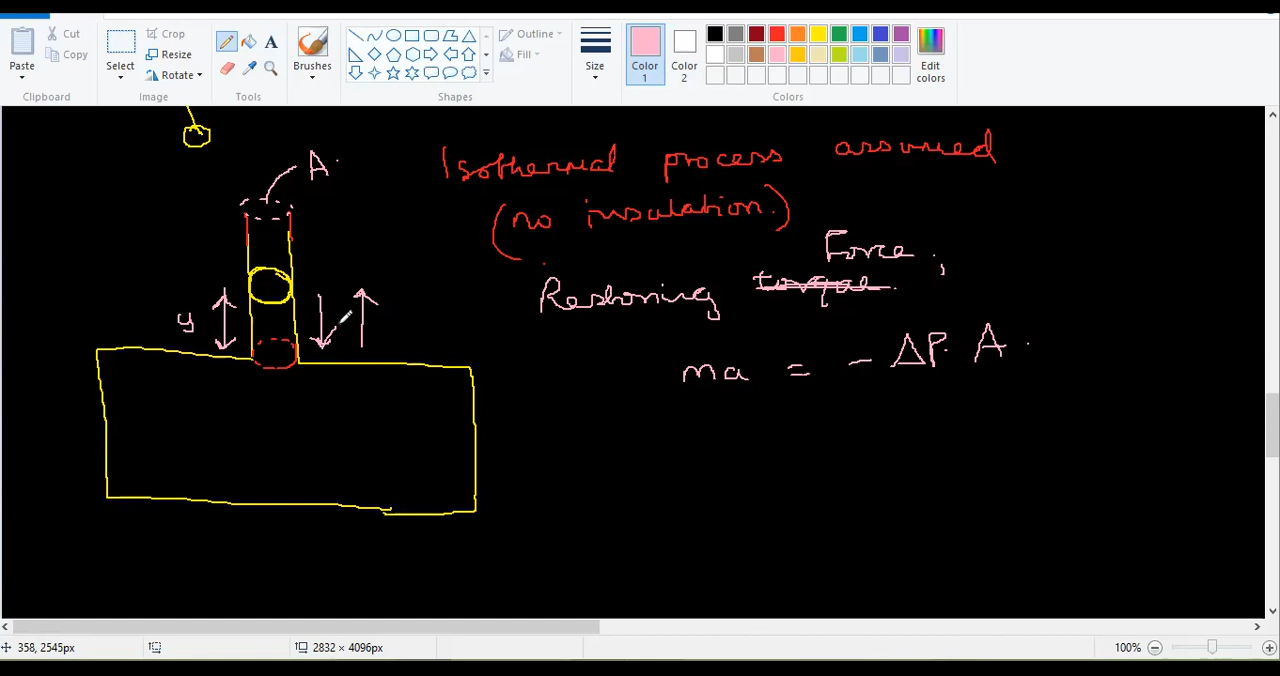 Cut
Copy
Paste
Clipboard
Select
Crop
Resize
Rotate
Image
A
Tools
Brushes
Outline
Fill
Shapes
Size
Color
1
Color
2
Edit
colors
Colors
A.
Isothermal process assumed
(no insulation.)
Force,
Restoring torque.
y
ma = - ΔP. A.
358, 2545px
2832 × 4096px
100%